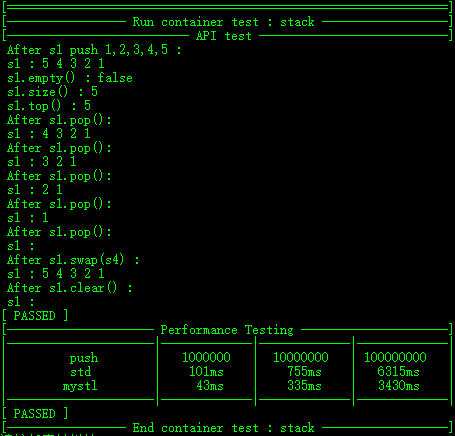 [================================================================]
[-------------- Run container test : stack ---------------]
[---------------------- API test ----------------------]
After s1 push 1,2,3,4,5 :
s1 : 5 4 3 2 1
s1.empty() : false
s1.size() : 5
s1.top() : 5
After s1.pop():
s1 : 4 3 2 1
After s1.pop():
s1 : 3 2 1
After s1.pop():
s1 : 2 1
After s1.pop():
s1 : 1
After s1.pop():
s1 :
After s1.swap(s4) :
s1 : 5 4 3 2 1
After s1.clear() :
s1 :
[ PASSED ]
[--------------------- Performance Testing ---------------------]
| push | 1000000 | 10000000 | 100000000 |
| std | 101ms | 755ms | 6315ms |
| mystl | 43ms | 335ms | 3430ms |
[ PASSED ]
[-------------- End container test : stack ---------------]